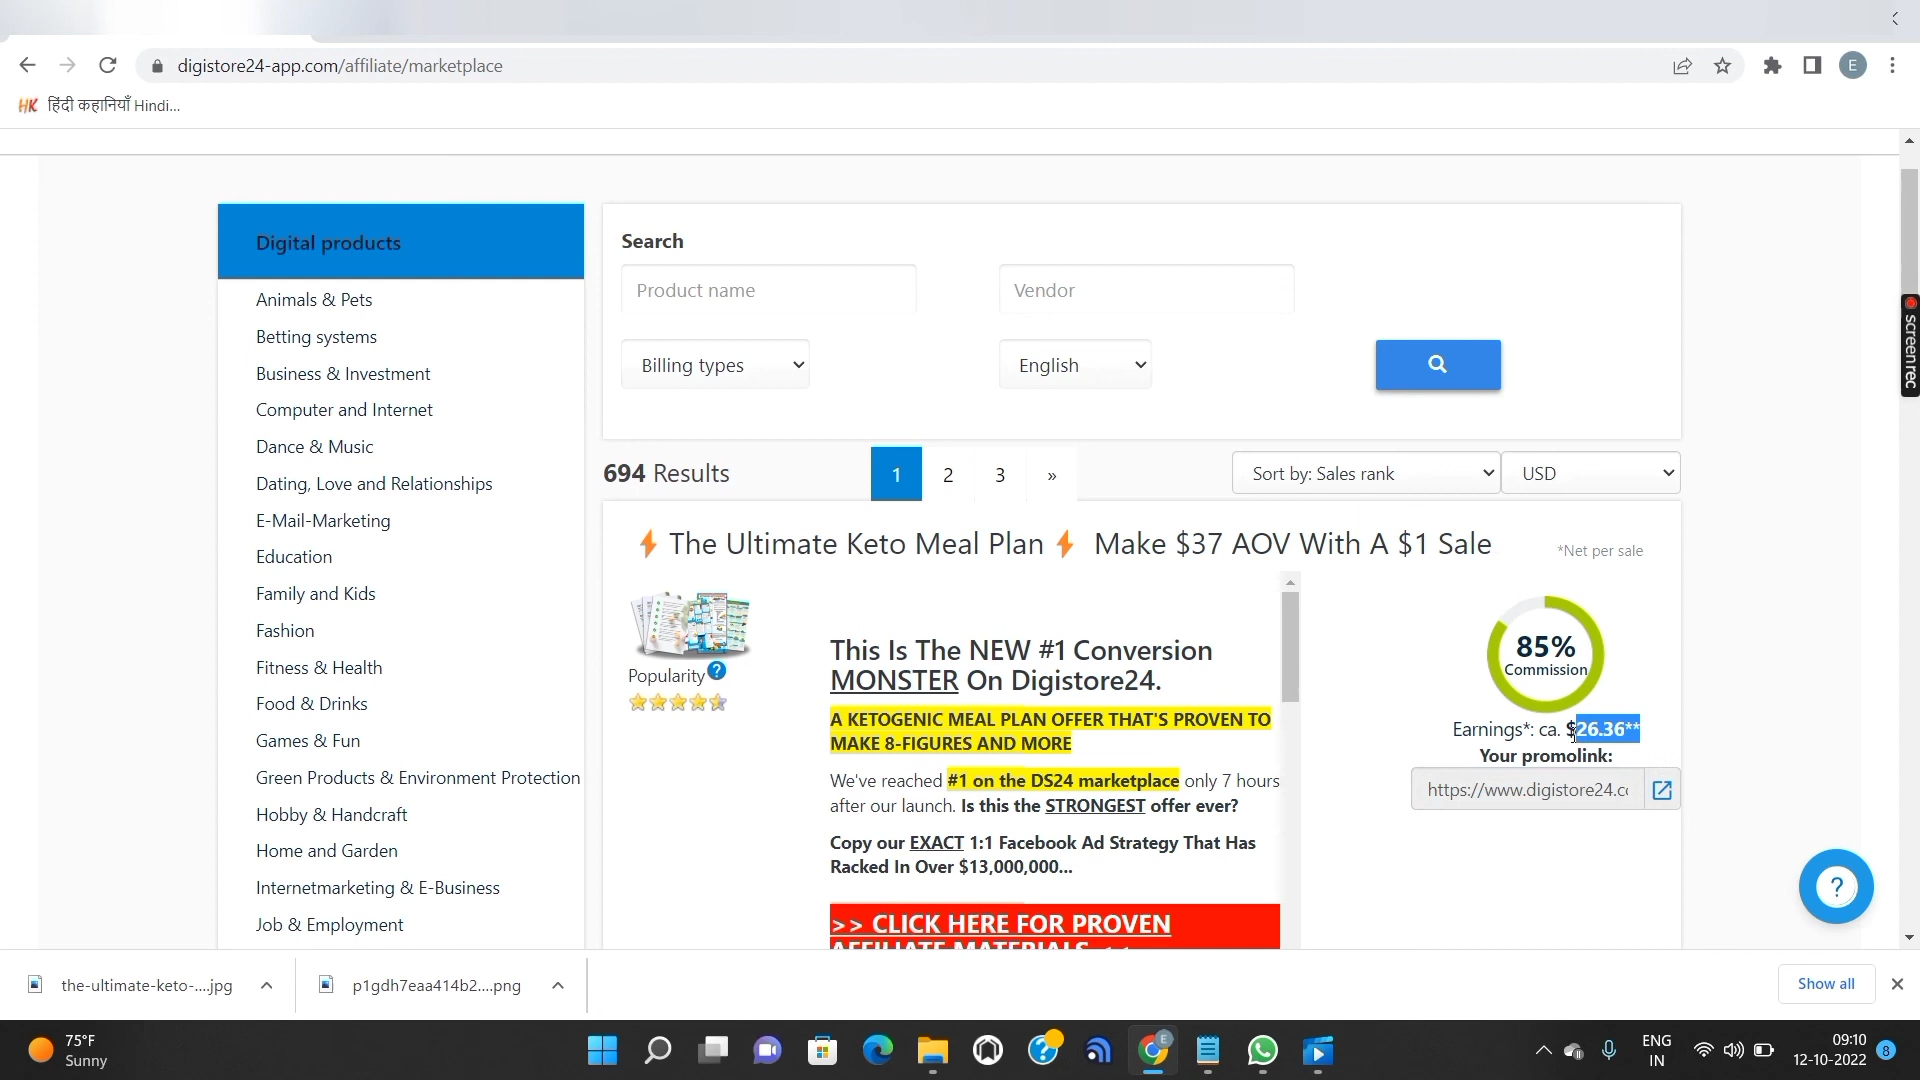 digistore24-app.com/affiliate/marketplace
E
HK हिंदी कहानियाँ Hindi...
screenrec
Digital products
Animals & Pets
Betting systems
Business & Investment
Computer and Internet
Dance & Music
Dating, Love and Relationships
E-Mail-Marketing
Education
Family and Kids
Fashion
Fitness & Health
Food & Drinks
Games & Fun
Green Products & Environment Protection
Hobby & Handcraft
Home and Garden
Internetmarketing & E-Business
Job & Employment
Search
Product name
Vendor
Billing types
English
694 Results
1 2 3 »
Sort by: Sales rank
USD
The Ultimate Keto Meal Plan Make $37 AOV With A $1 Sale
*Net per sale
Popularity ?
This Is The NEW #1 Conversion
MONSTER On Digistore24.
A KETOGENIC MEAL PLAN OFFER THAT'S PROVEN TO
MAKE 8-FIGURES AND MORE
We've reached #1 on the DS24 marketplace only 7 hours
after our launch. Is this the STRONGEST offer ever?
Copy our EXACT 1:1 Facebook Ad Strategy That Has
Racked In Over $13,000,000...
>> CLICK HERE FOR PROVEN
AFFILIATE MATERIALS
85%
Commission
Earnings*: ca. $26.36**
Your promolink:
https://www.digistore24.c
?
the-ultimate-keto-....jpg
p1gdh7eaa414b2....png
Show all
75°F
Sunny
E
ENG
IN
09:10
12-10-2022
8